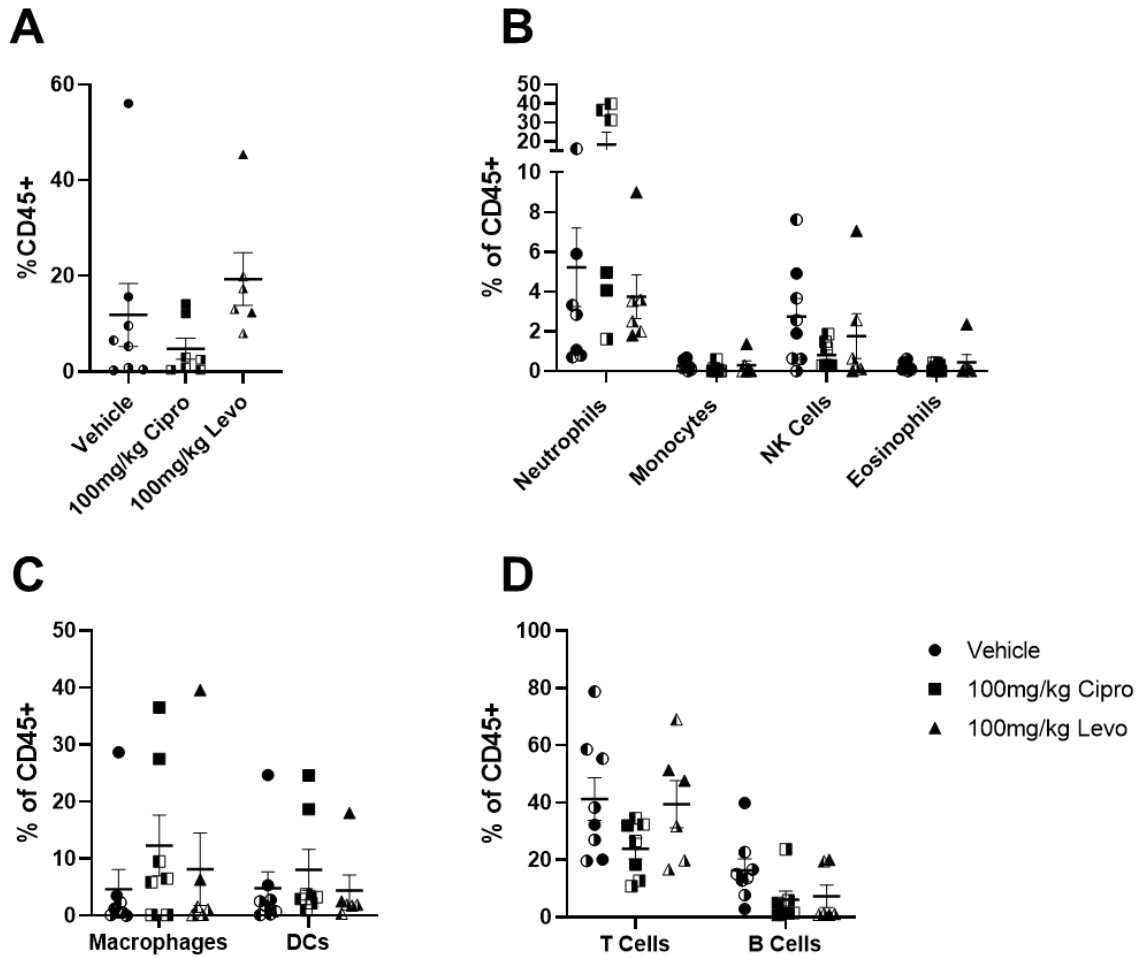 A
%CD45+
60
40
20
0
Vehicle
100mg/kg Cipro
100mg/kg Levo
B
% of CD45+
50
40
30
20
10
8
6
4
2
0
Neutrophils
Monocytes
NK Cells
Eosinophils
C
% of CD45+
50
40
30
20
10
0
Macrophages
DCs
D
% of CD45+
100
80
60
40
20
0
T Cells
B Cells
Vehicle
100mg/kg Cipro
100mg/kg Levo